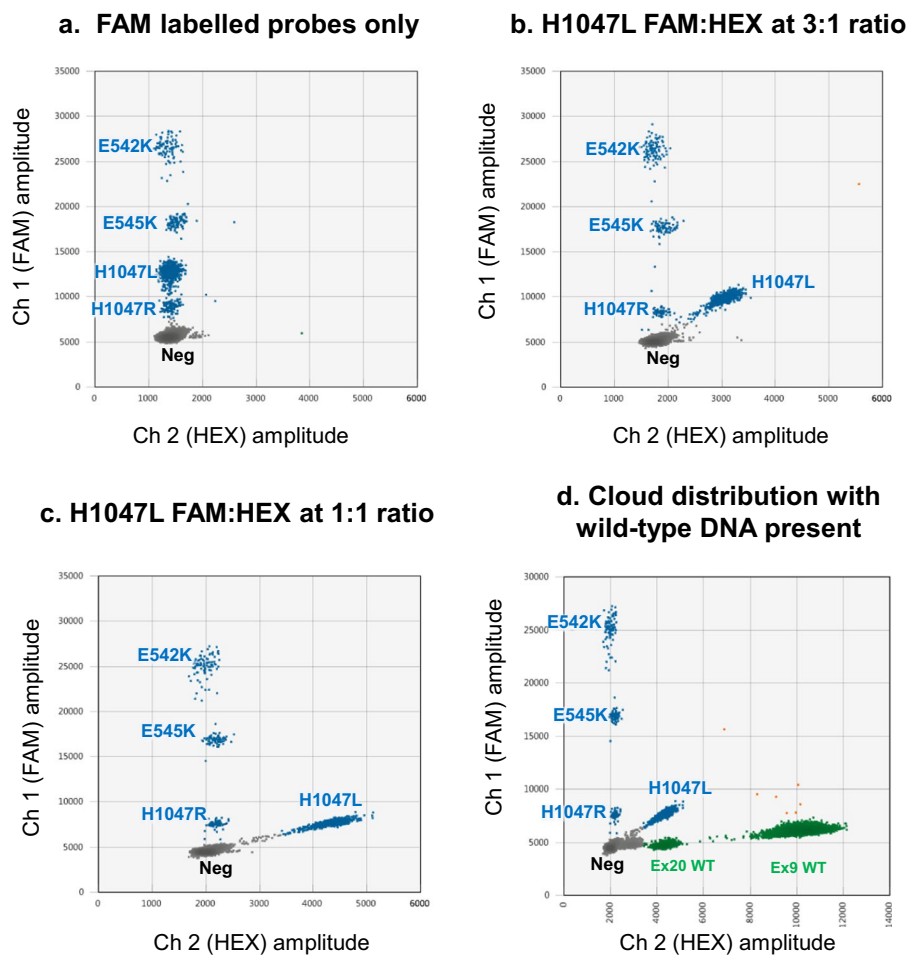 a. FAM labelled probes only
35000
30000
25000
20000
15000
10000
5000
0
0 1000 2000 3000 4000 5000 6000
E542K
E545K
H1047L
H1047R
Neg
Ch 1 (FAM) amplitude
Ch 2 (HEX) amplitude
b. H1047L FAM:HEX at 3:1 ratio
35000
30000
25000
20000
15000
10000
5000
0
0 1000 2000 3000 4000 5000 6000
E542K
E545K
H1047L
H1047R
Neg
Ch 1 (FAM) amplitude
Ch 2 (HEX) amplitude
c. H1047L FAM:HEX at 1:1 ratio
35000
30000
25000
20000
15000
10000
5000
0
0 1000 2000 3000 4000 5000 6000
E542K
E545K
H1047R
H1047L
Neg
Ch 1 (FAM) amplitude
Ch 2 (HEX) amplitude
d. Cloud distribution with
wild-type DNA present
30000
25000
20000
15000
10000
5000
0
0 2000 4000 6000 8000 10000 12000 14000
E542K
E545K
H1047L
H1047R
Neg
Ex20 WT
Ex9 WT
Ch 1 (FAM) amplitude
Ch 2 (HEX) amplitude